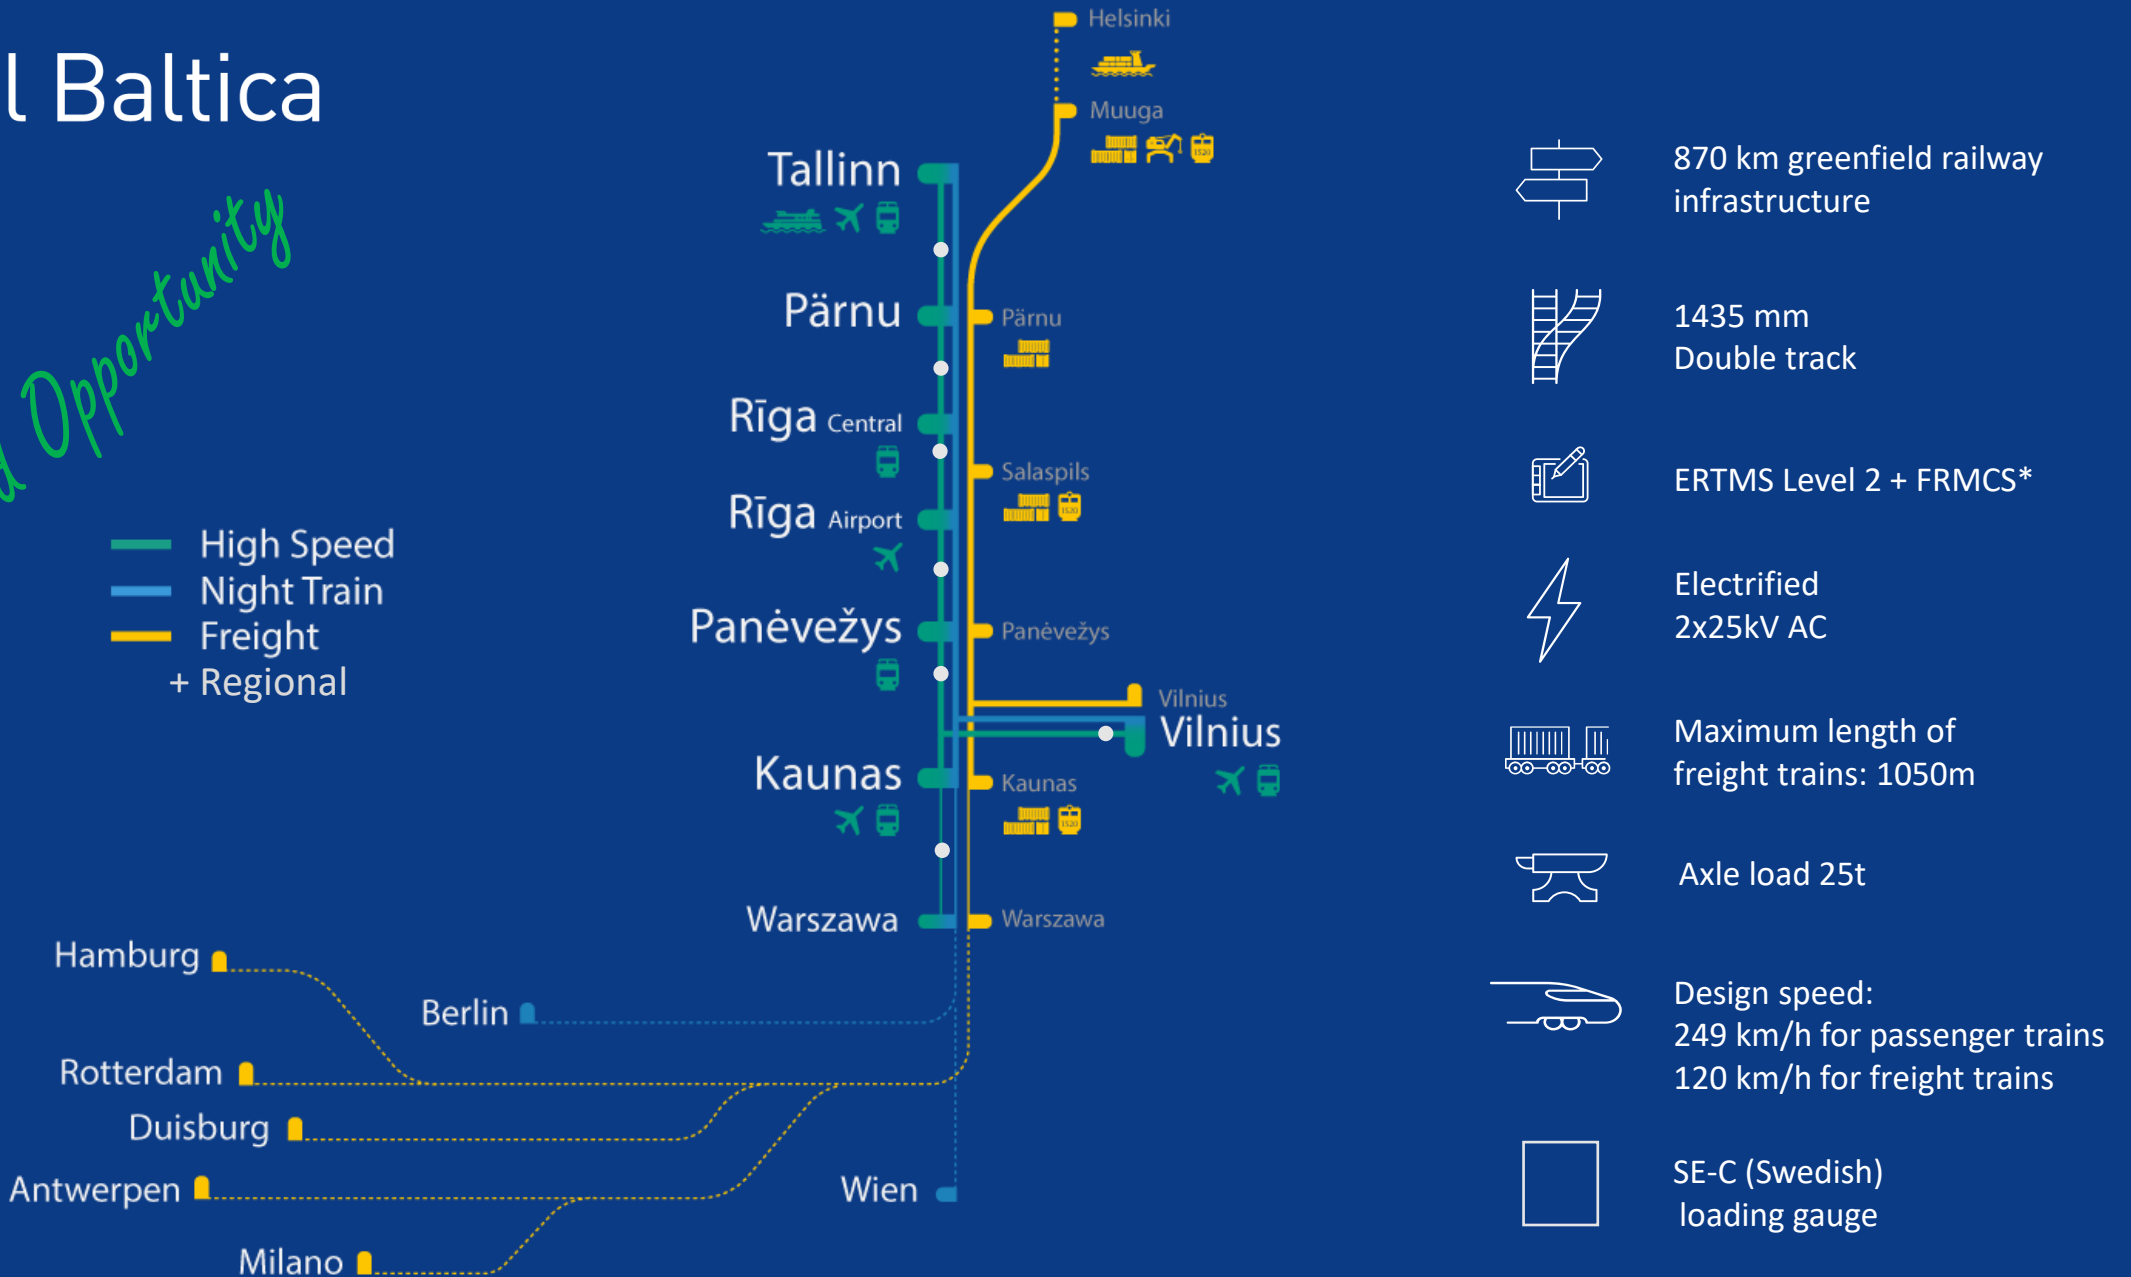 l Baltica
d Opportunity
High Speed
Night Train
Freight
+ Regional
Helsinki
Muuga
1520
Tallinn
Pärnu
Pärnu
Rīga Central
Salaspils
1520
Rīga Airport
Panėvežys
Panėvežys
Vilnius
Vilnius
Kaunas
Kaunas
1520
Warszawa
Warszawa
Hamburg
Berlin
Rotterdam
Duisburg
Antwerpen
Wien
Milano
870 km greenfield railway
infrastructure
1435 mm
Double track
ERTMS Level 2 + FRMCS*
Electrified
2x25kV AC
Maximum length of
freight trains: 1050m
Axle load 25t
Design speed:
249 km/h for passenger trains
120 km/h for freight trains
SE-C (Swedish)
loading gauge